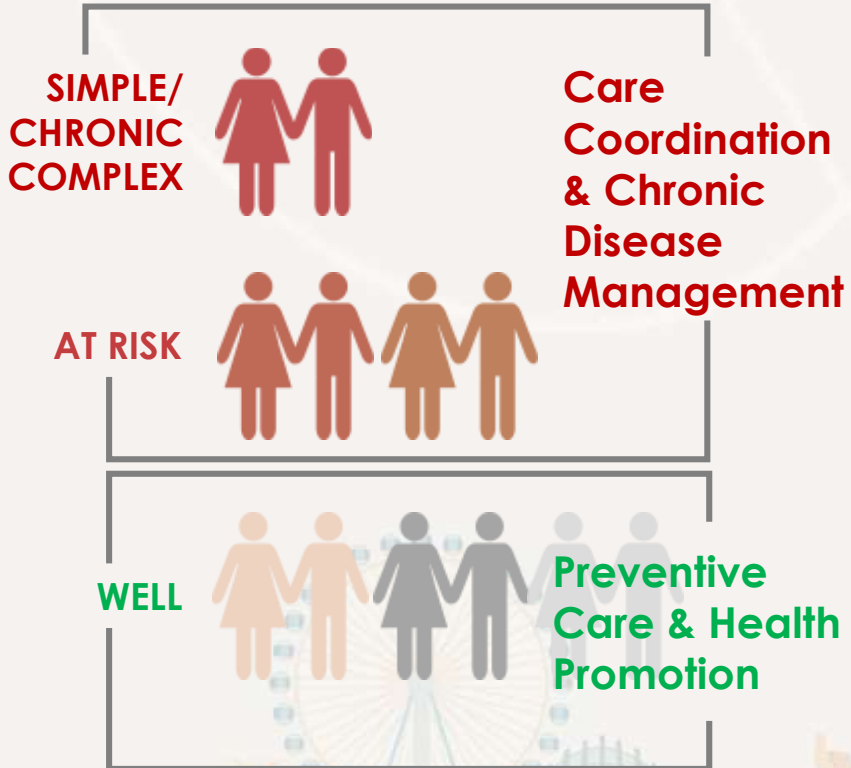 SIMPLE/
CHRONIC
COMPLEX
Care
Coordination
& Chronic
Disease
Management
AT RISK
WELL
Preventive
Care & Health
Promotion